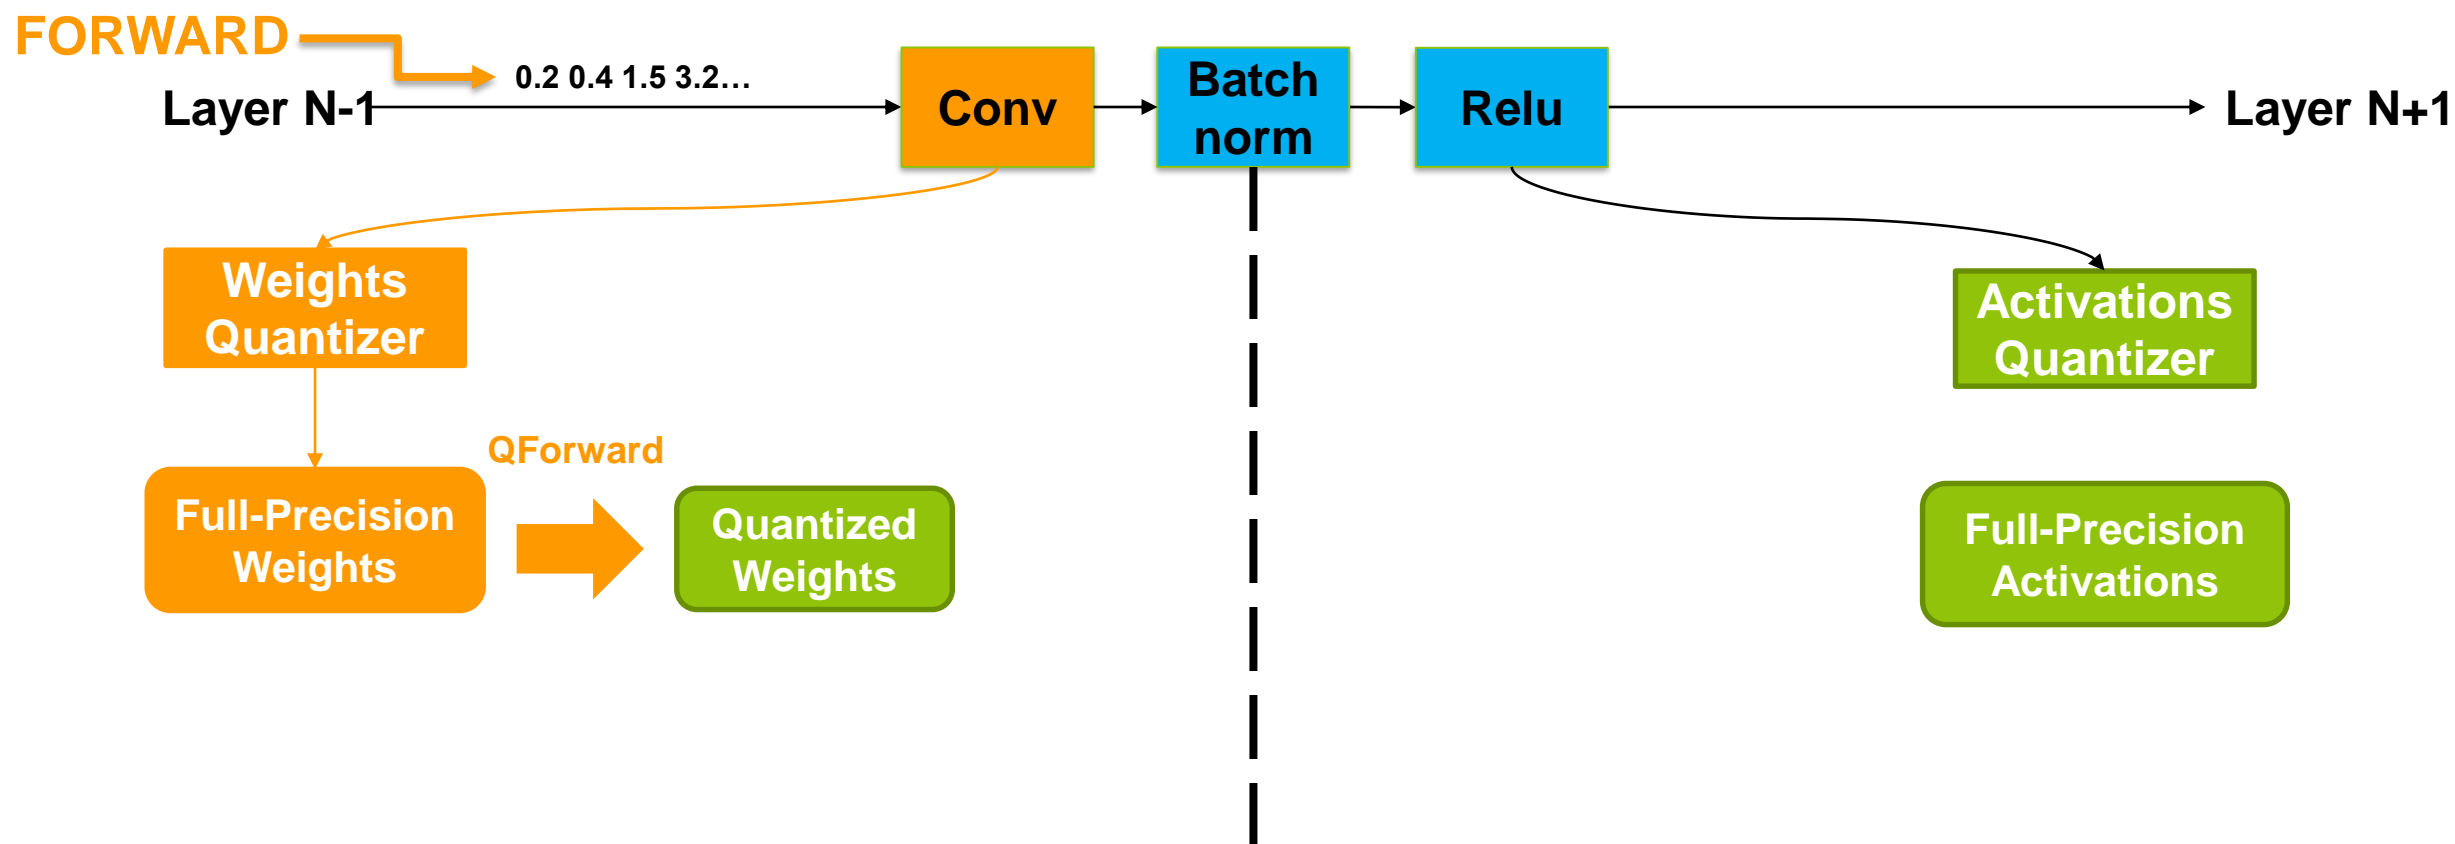 FORWARD
0.2 0.4 1.5 3.2…
Layer N-1
Conv
Batch
norm
Relu
Layer N+1
Weights
Quantizer
Activations
Quantizer
QForward
Full-Precision
Weights
Quantized
Weights
Full-Precision
Activations